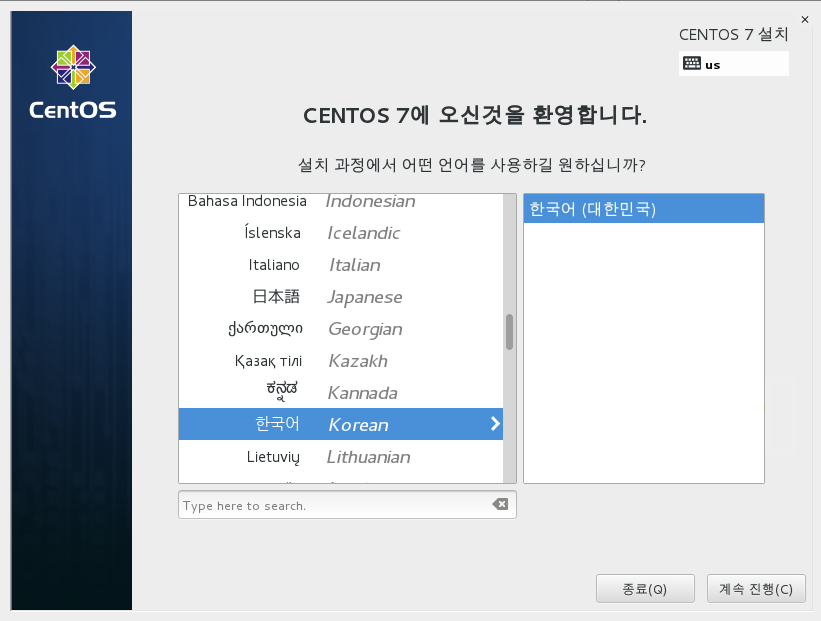 CentOS
CENTOS 7 설치
us
CENTOS 7에 오신것을 환영합니다.
설치 과정에서 어떤 언어를 사용하길 원하십니까?
Bahasa Indonesia Indonesian
Íslenska Icelandic
Italiano Italian
日本語 Japanese
ქართული Georgian
Қазақ тілі Kazakh
ಕನ್ನಡ Kannada
한국어 Korean
Lietuvių Lithuanian
한국어 (대한민국)
Type here to search.
종료(Q)
계속 진행(C)